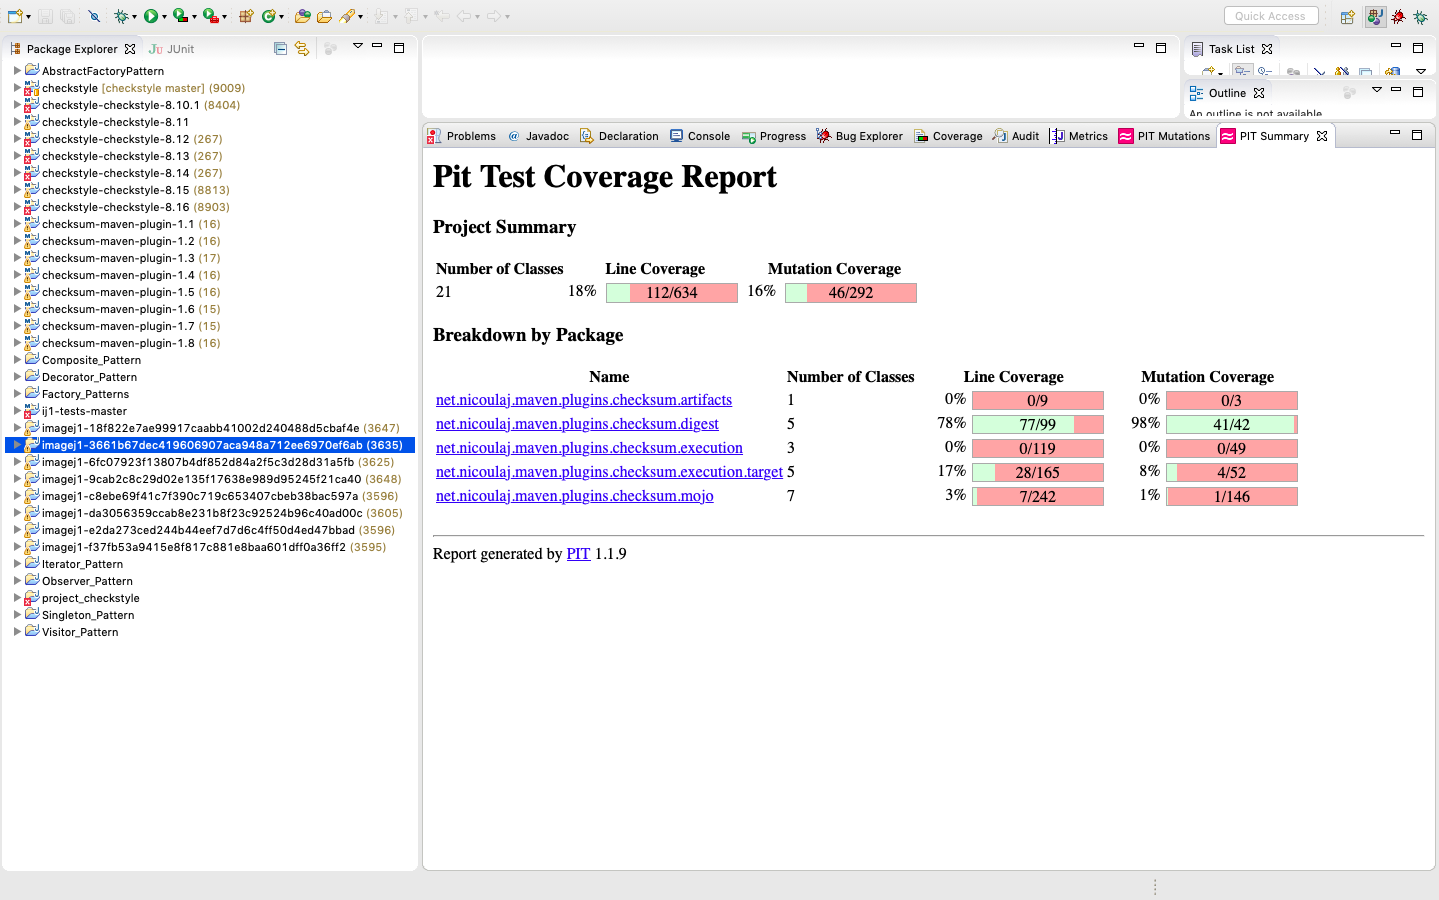 Quick Access
Package Explorer
JUnit
AbstractFactoryPattern
checkstyle [checkstyle master] (9009)
checkstyle-checkstyle-8.10.1 (8404)
checkstyle-checkstyle-8.11
checkstyle-checkstyle-8.12 (267)
checkstyle-checkstyle-8.13 (267)
checkstyle-checkstyle-8.14 (267)
checkstyle-checkstyle-8.15 (8813)
checkstyle-checkstyle-8.16 (8903)
checksum-maven-plugin-1.1 (16)
checksum-maven-plugin-1.2 (16)
checksum-maven-plugin-1.3 (17)
checksum-maven-plugin-1.4 (16)
checksum-maven-plugin-1.5 (16)
checksum-maven-plugin-1.6 (15)
checksum-maven-plugin-1.7 (15)
checksum-maven-plugin-1.8 (16)
Composite_Pattern
Decorator_Pattern
Factory_Patterns
ij1-tests-master
imagej1-18f822e7ae99917caabb41002d240488d5cbaf4e (3647)
imagej1-3661b67dec419606907aca948a712ee6970ef6ab (3635)
imagej1-6fc07923f13807b4df852d84a2f5c3d28d31a5fb (3625)
imagej1-9cab2c8c29d02e135f17638e989d95245f21ca40 (3648)
imagej1-c8ebe69f41c7f390c719c653407cbeb38bac597a (3596)
imagej1-da3056359ccab8e231b8f23c92524b96c40ad00c (3605)
imagej1-e2da273ced244b44eef7d7d6c4ff50d4ed47bbad (3596)
imagej1-f37fb53a9415e8f817c881e8baa601dff0a36ff2 (3595)
Iterator_Pattern
Observer_Pattern
project_checkstyle
Singleton_Pattern
Visitor_Pattern
Task List
Outline
An outline is not available
Problems @ Javadoc Declaration Console Progress Bug Explorer Coverage Audit Metrics PIT Mutations PIT Summary
Pit Test Coverage Report
Project Summary
Number of Classes Line Coverage Mutation Coverage
21 18% 112/634 16% 46/292
Breakdown by Package
Name Number of Classes Line Coverage Mutation Coverage
net.nicoulaj.maven.plugins.checksum.artifacts 1 0% 0/9 0% 0/3
net.nicoulaj.maven.plugins.checksum.digest 5 78% 77/99 98% 41/42
net.nicoulaj.maven.plugins.checksum.execution 3 0% 0/119 0% 0/49
net.nicoulaj.maven.plugins.checksum.execution.target 5 17% 28/165 8% 4/52
net.nicoulaj.maven.plugins.checksum.mojo 7 3% 7/242 1% 1/146
Report generated by PIT 1.1.9